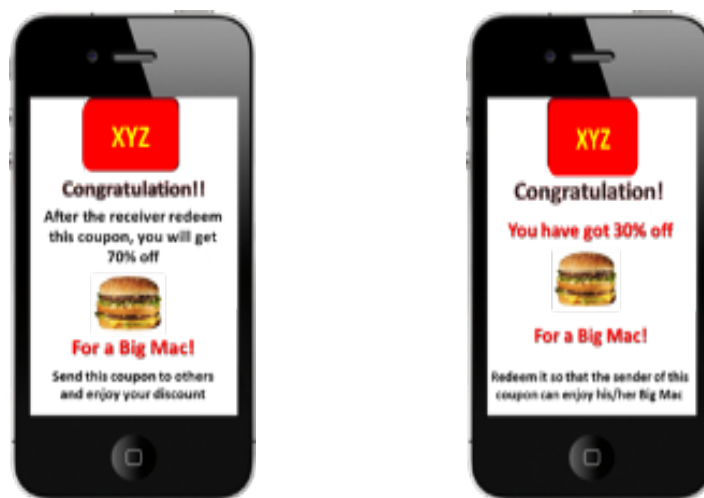 XYZ
Congratulation!!
After the receiver redeem
this coupon, you will get
70% off
For a Big Mac!
Send this coupon to others
and enjoy your discount
XYZ
Congratulation!
You have got 30% off
For a Big Mac!
Redeem it so that the sender of this
coupon can enjoy his/her Big Mac